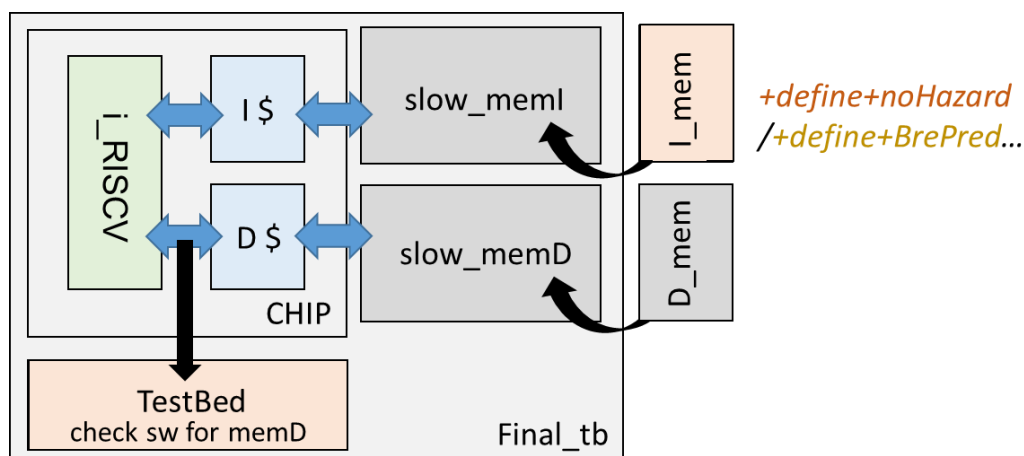 i_RISCV
I $
slow_memI
I_mem
+define+noHazard
/+define+BrePred...
D $
slow_memD
D_mem
CHIP
TestBed
check sw for memD
Final_tb